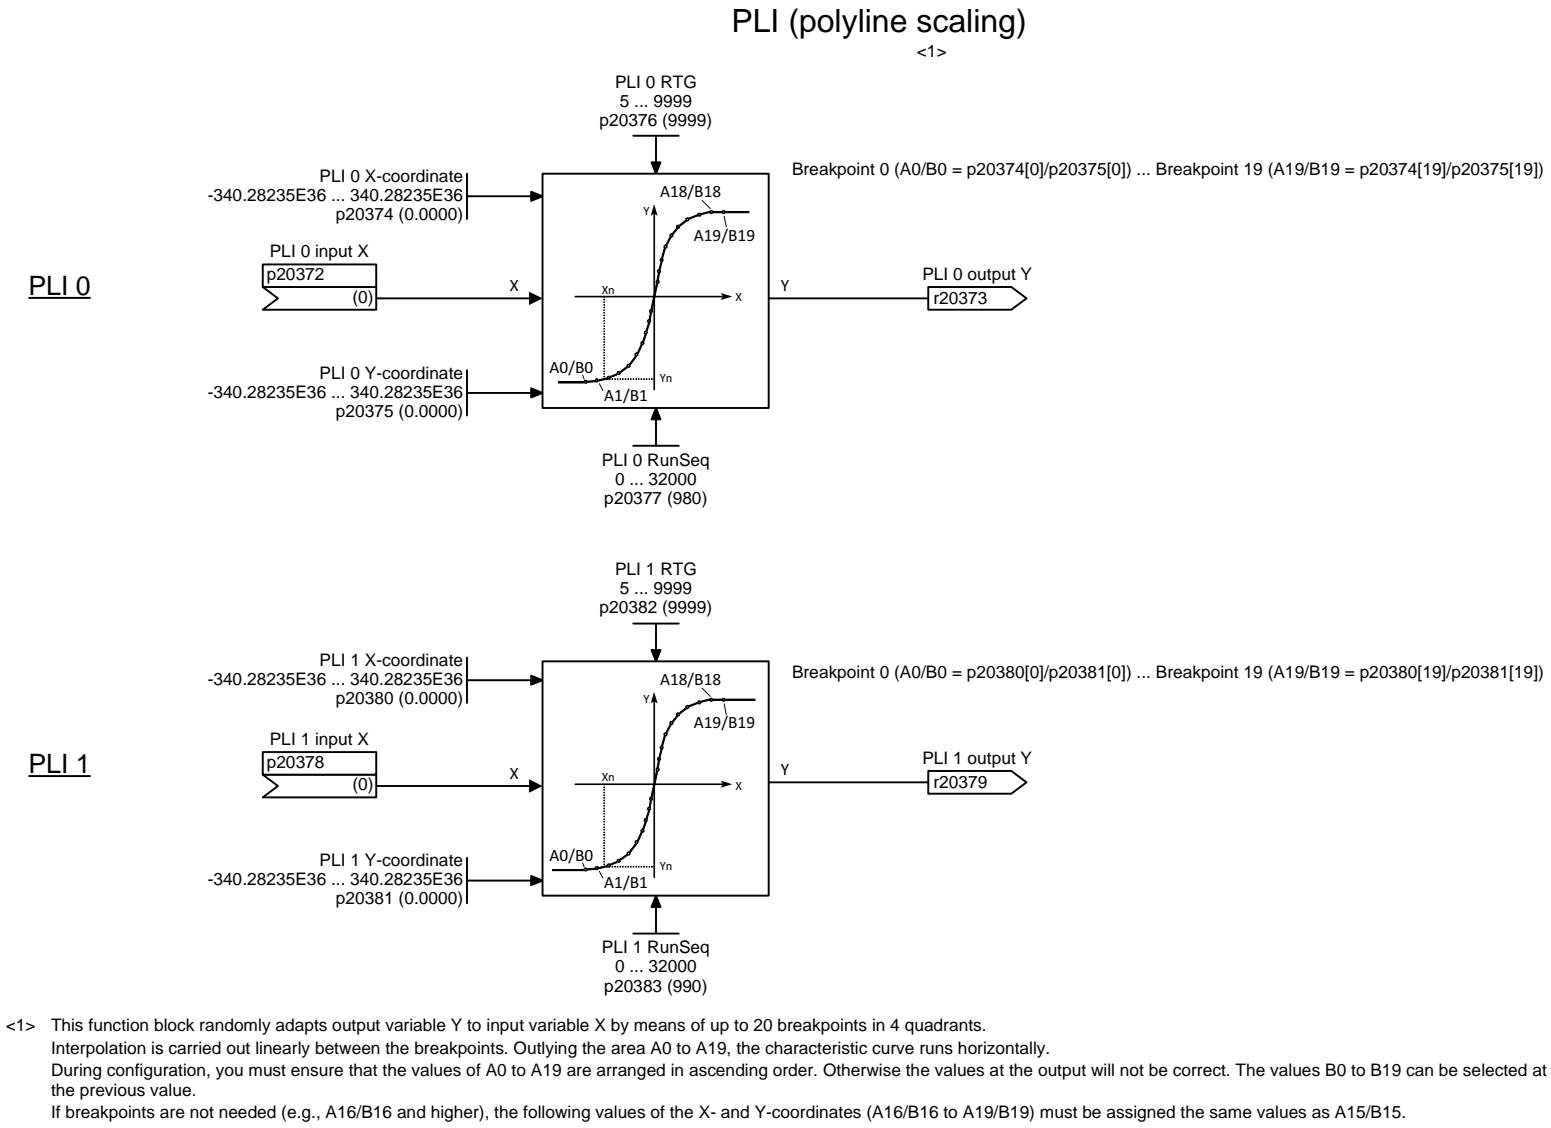 PLI (polyline scaling)
<1>
PLI 0 RTG
5 ... 9999
p20376 (9999)
Breakpoint 0 (A0/B0 = p20374[0]/p20375[0]) ... Breakpoint 19 (A19/B19 = p20374[19]/p20375[19])
PLI 0 X-coordinate
-340.28235E36 ... 340.28235E36
p20374 (0.0000)
A18/B18
Y
A19/B19
PLI 0 input X
p20372
(0)
PLI 0
X
Xn
X
Y
PLI 0 output Y
r20373
PLI 0 Y-coordinate
-340.28235E36 ... 340.28235E36
p20375 (0.0000)
A0/B0
Yn
A1/B1
PLI 0 RunSeq
0 ... 32000
p20377 (980)
PLI 1 RTG
5 ... 9999
p20382 (9999)
Breakpoint 0 (A0/B0 = p20380[0]/p20381[0]) ... Breakpoint 19 (A19/B19 = p20380[19]/p20381[19])
PLI 1 X-coordinate
-340.28235E36 ... 340.28235E36
p20380 (0.0000)
A18/B18
Y
A19/B19
PLI 1 input X
p20378
(0)
PLI 1
X
Xn
X
Y
PLI 1 output Y
r20379
PLI 1 Y-coordinate
-340.28235E36 ... 340.28235E36
p20381 (0.0000)
A0/B0
Yn
A1/B1
PLI 1 RunSeq
0 ... 32000
p20383 (990)
<1> This function block randomly adapts output variable Y to input variable X by means of up to 20 breakpoints in 4 quadrants.
Interpolation is carried out linearly between the breakpoints. Outlying the area A0 to A19, the characteristic curve runs horizontally.
During configuration, you must ensure that the values of A0 to A19 are arranged in ascending order. Otherwise the values at the output will not be correct. The values B0 to B19 can be selected at
the previous value.
If breakpoints are not needed (e.g., A16/B16 and higher), the following values of the X- and Y-coordinates (A16/B16 to A19/B19) must be assigned the same values as A15/B15.